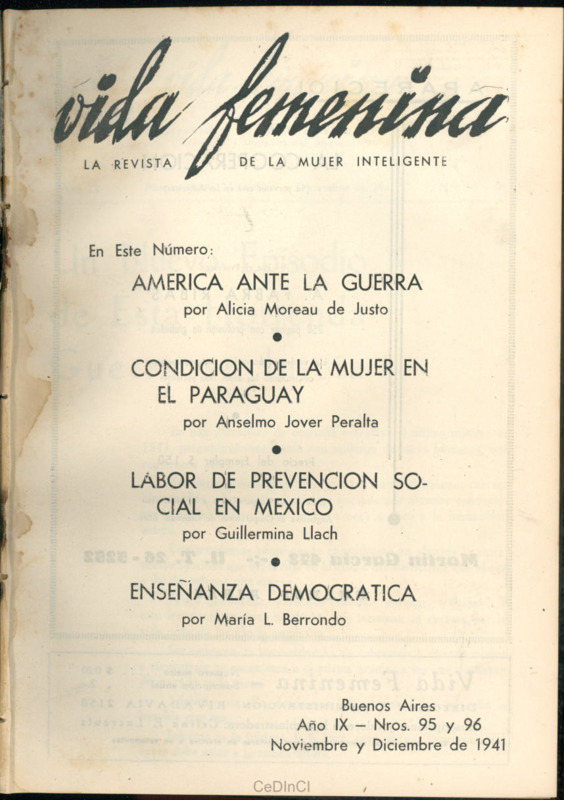 vida femenina
LA REVISTA DE LA MUJER INTELIGENTE
En Este Número:
AMERICA ANTE LA GUERRA
por Alicia Moreau de Justo
CONDICION DE LA MUJER EN
EL PARAGUAY
por Anselmo Jover Peralta
LABOR DE PREVENCION SO-
CIAL EN MEXICO
por Guillermina Llach
ENSEÑANZA DEMOCRATICA
por María L. Berrondo
Buenos Aires
Año IX – Nros. 95 y 96
Noviembre y Diciembre de 1941
CeDInCI